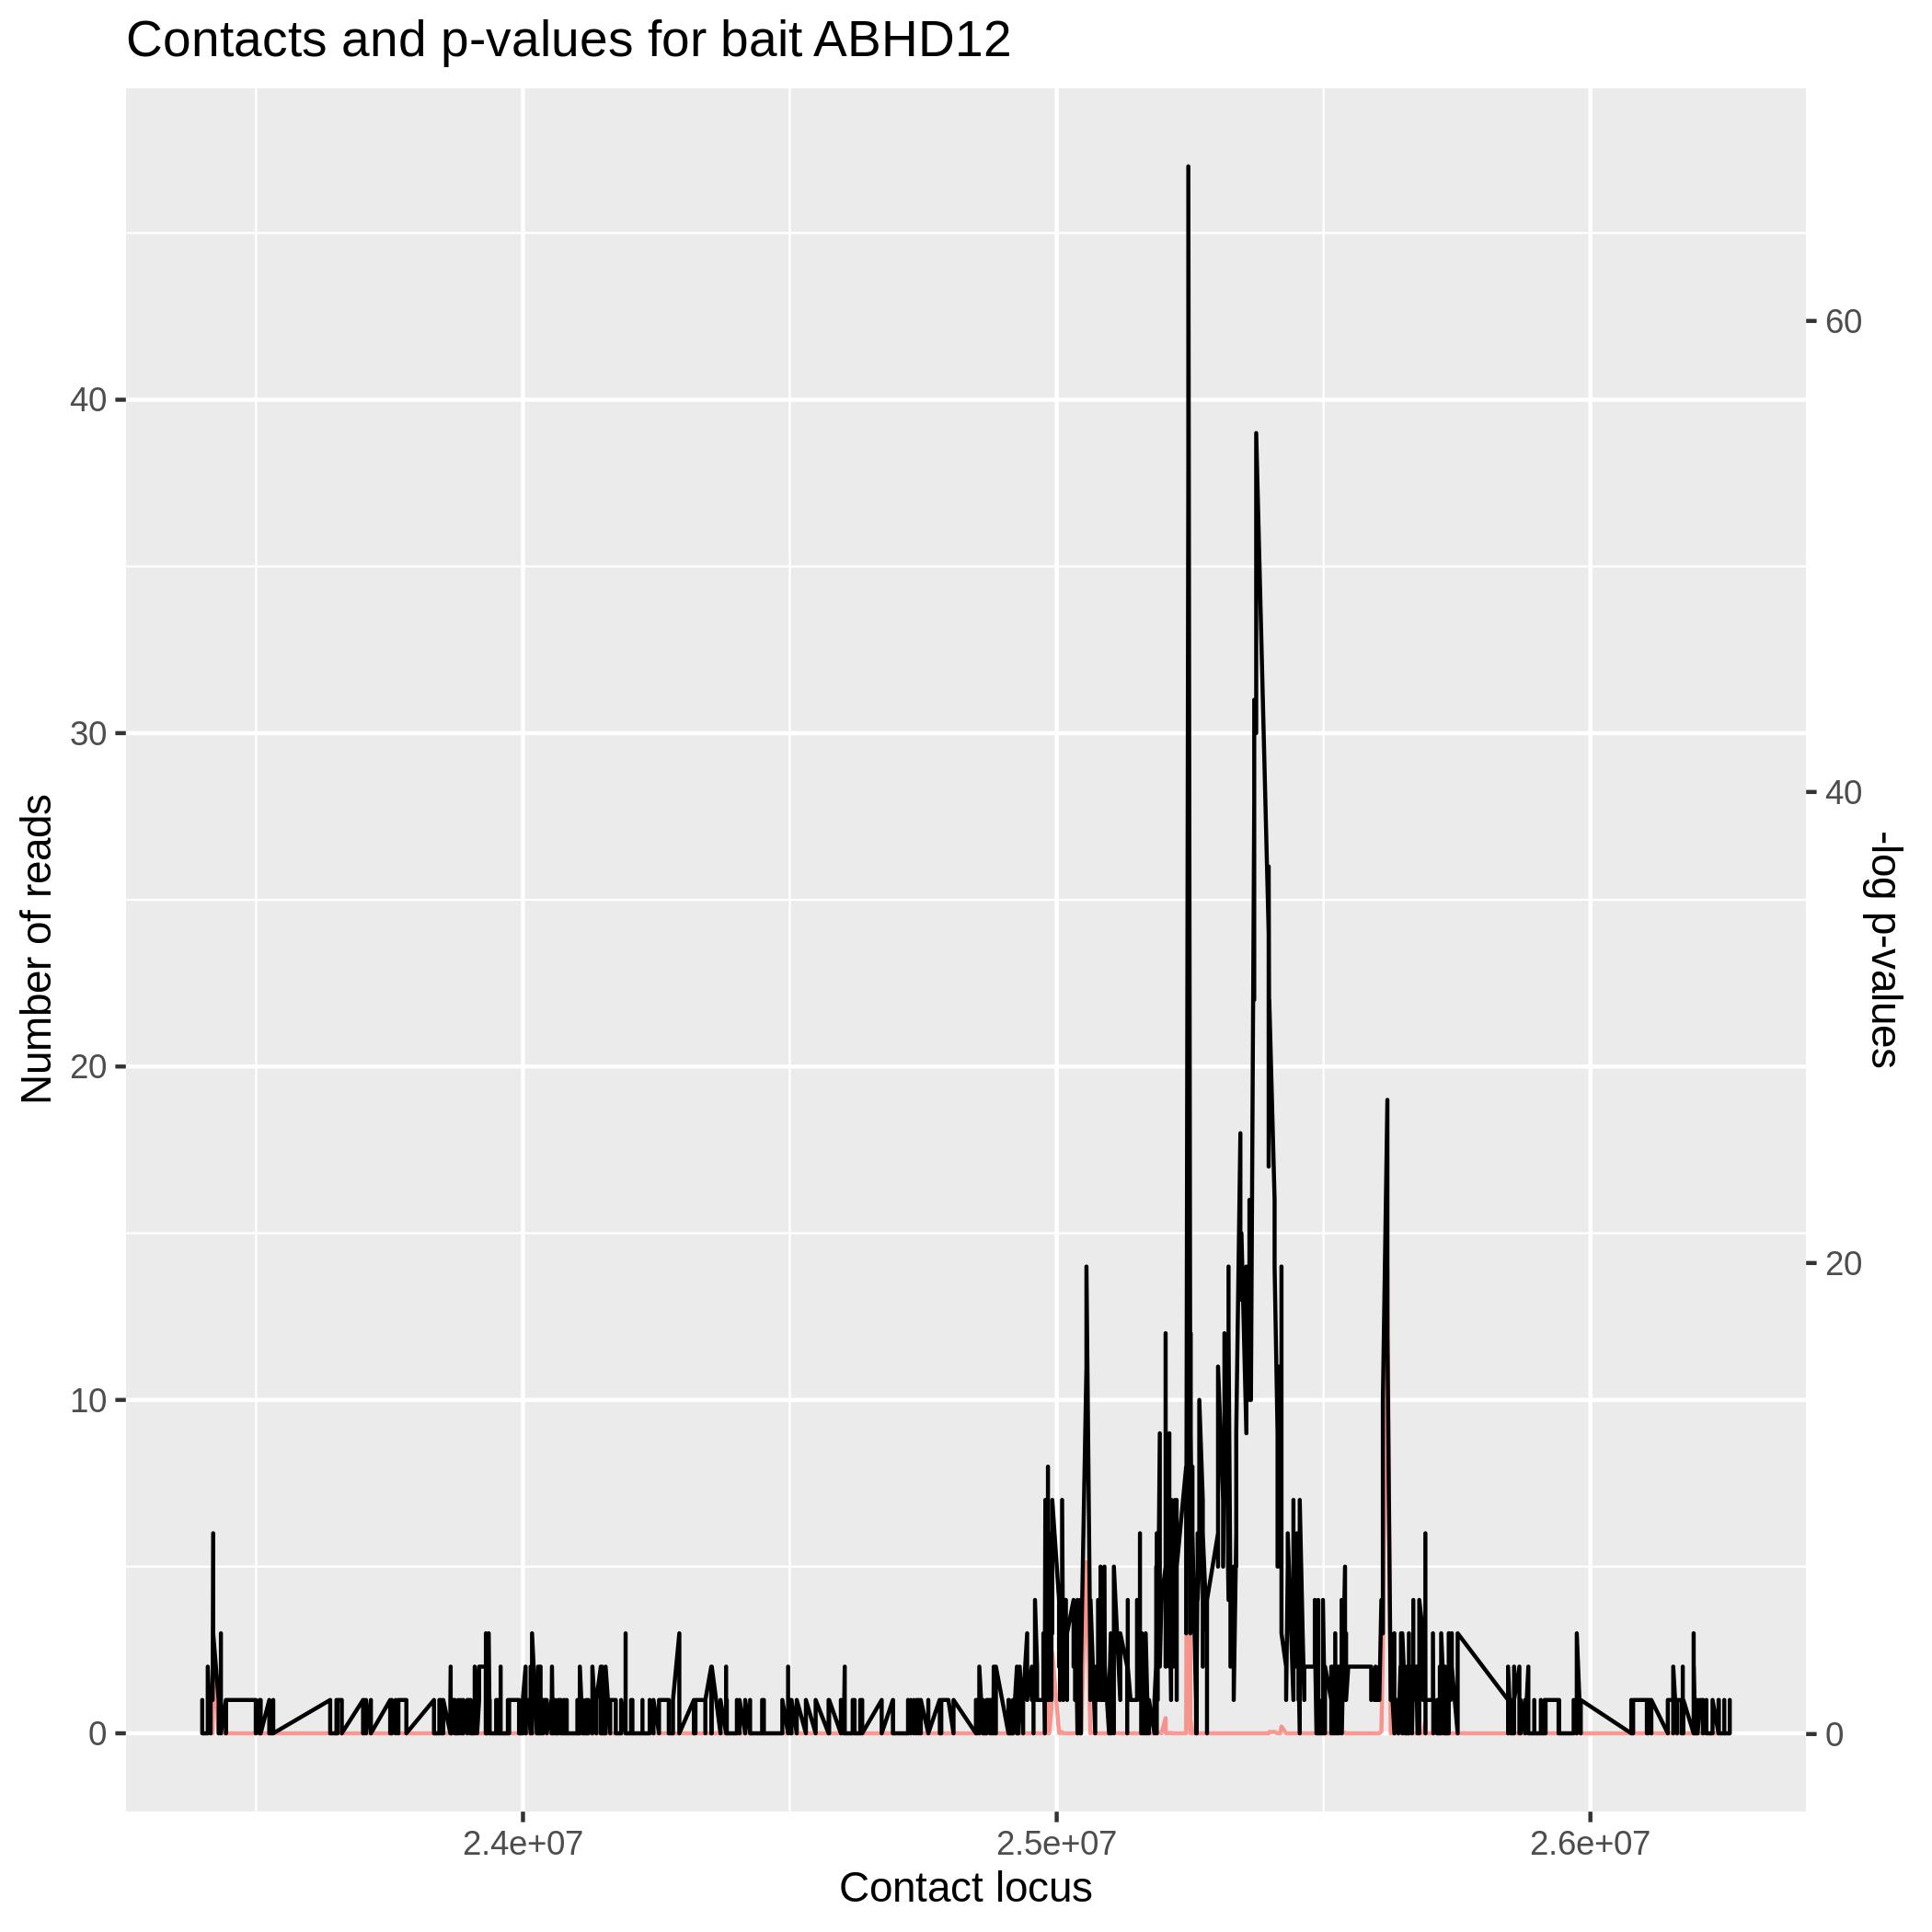 Contacts and p-values for bait ABHD12
Number of reads
40
30
20
10
0
60
40
20
0
-log p-values
2.4e+07
2.5e+07
2.6e+07
Contact locus